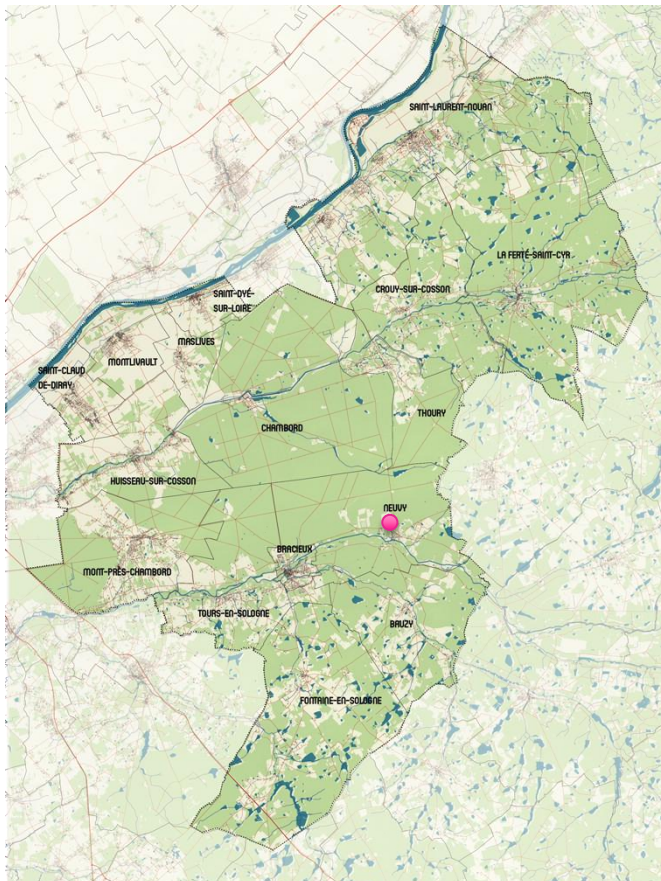 SAINT-LAURENT-NOUAN
LA FERTÉ-SAINT-CYR
CROUY-SUR-COSSON
SAINT-DYÉ-
SUR-LOIRE
MASLIVES
MONTLIVAULT
SAINT-CLAUD
DE-DIRAY
THOURY
CHAMBORD
HUISSEAU-SUR-COSSON
NEUVY
BRACIEUX
MONT-PRÈS-CHAMBORD
TOURS-EN-SOLOGNE
BAUZY
FONTAINE-EN-SOLOGNE